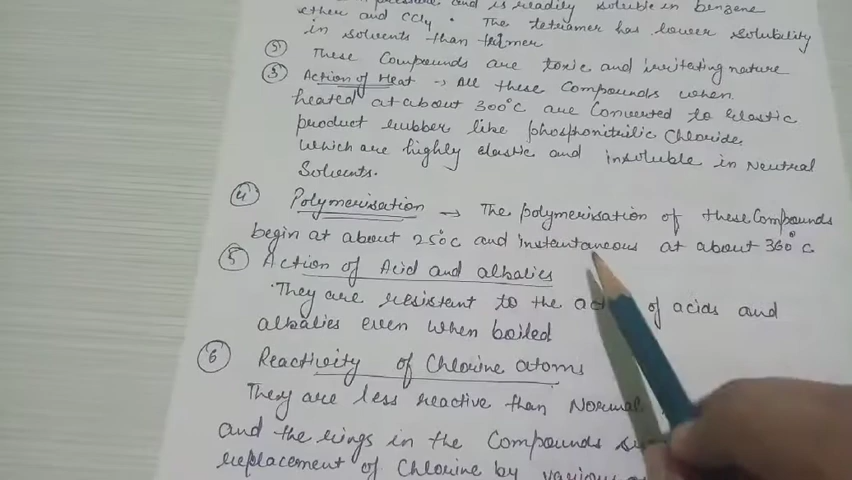 pressure and is readily soluble in benzene
ether and CCl4. The tetramer has lower solubility
in solvents than trimer
These Compounds are toxic and irritating nature
③ Action of Heat → All these Compounds when
heated at about 300°C are Converted to elastic
product rubber like phosphonitrilic Chloride.
Which are highly elastic and insoluble in Neutral
Solvents.
④ Polymerisation → The polymerisation of these Compounds
begin at about 250°C and instantaneous at about 360°C
⑤ Action of Acid and alkalies
They are resistant to the of acids and
alkalies even when boiled
⑥ Reactivity of Chlorine atoms
They are less reactive than Normal
and the rings in the Compounds
replacement of Chlorine by various